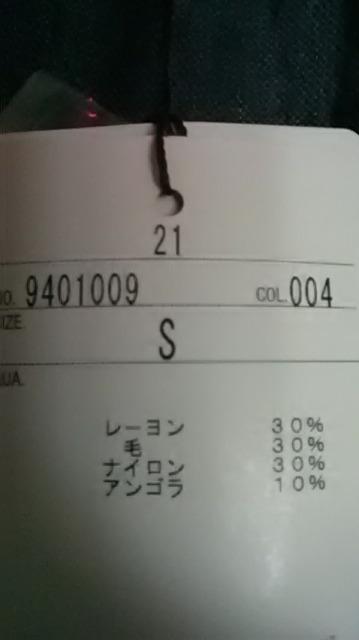 21
NO. 9401009 COL.004
SIZE.
S
QUA.
レーヨン 30%
毛 30%
ナイロン 30%
アンゴラ 10%